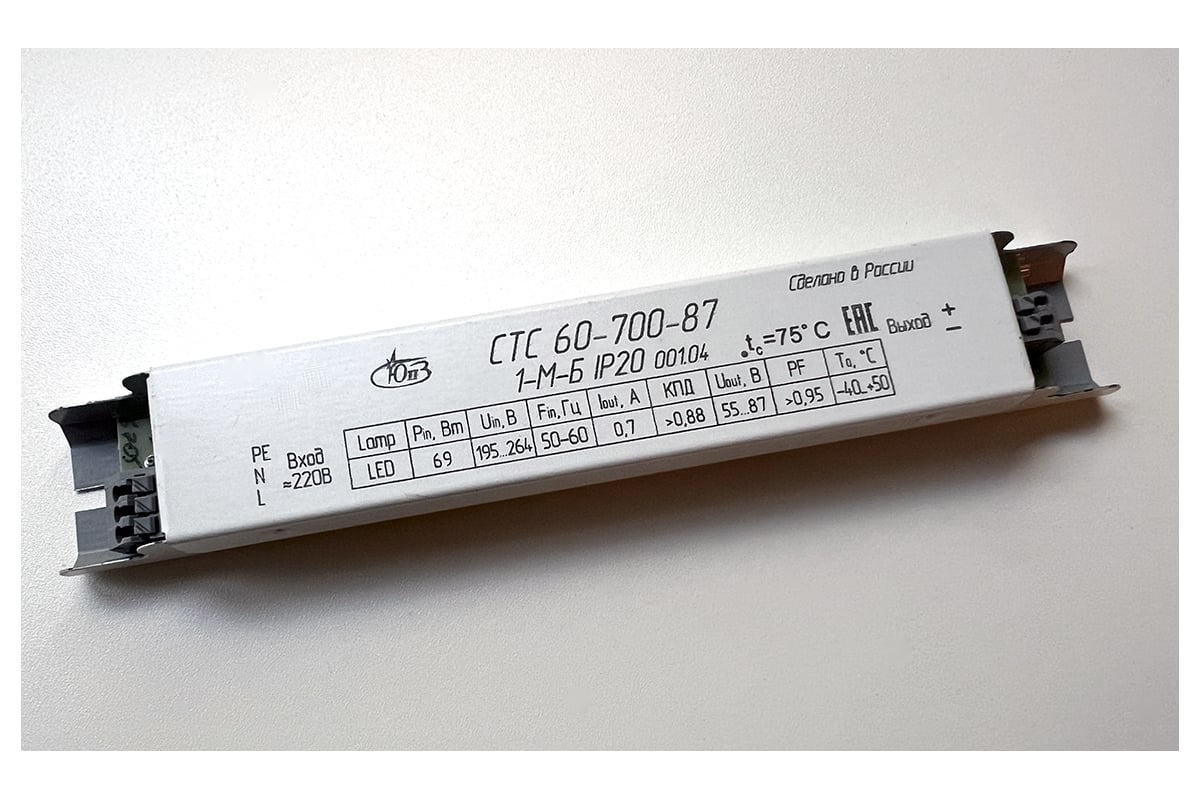 Сделано в России
СТС 60-700-87
1-М-Б IP20 001.04
.tc=75°C
EAC
Выход + −
ЮпЗ
PE
N
L
Вход
≈220В
Lamp Pin, Вт Uin, В Fin, Гц Iout, А КПД Uout, В PF Ta, °C
LED 69 195...264 50-60 0,7 >0,88 55...87 >0,95 -40...+50